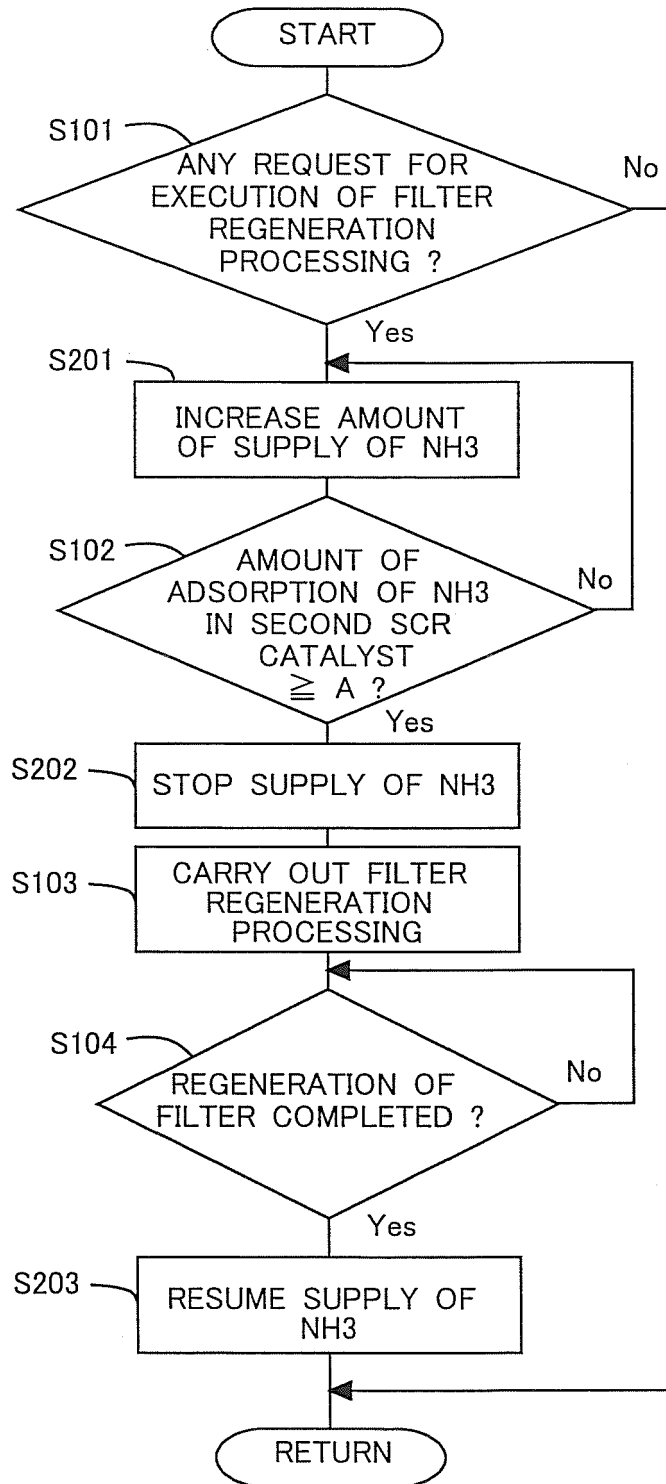 START
S101
ANY REQUEST FOR
EXECUTION OF FILTER
REGENERATION
PROCESSING ?
No
Yes
S201
INCREASE AMOUNT
OF SUPPLY OF NH3
S102
AMOUNT OF
ADSORPTION OF NH3
IN SECOND SCR
CATALYST
≧ A ?
No
Yes
S202
STOP SUPPLY OF NH3
S103
CARRY OUT FILTER
REGENERATION
PROCESSING
S104
REGENERATION OF
FILTER COMPLETED ?
No
Yes
S203
RESUME SUPPLY OF
NH3
RETURN